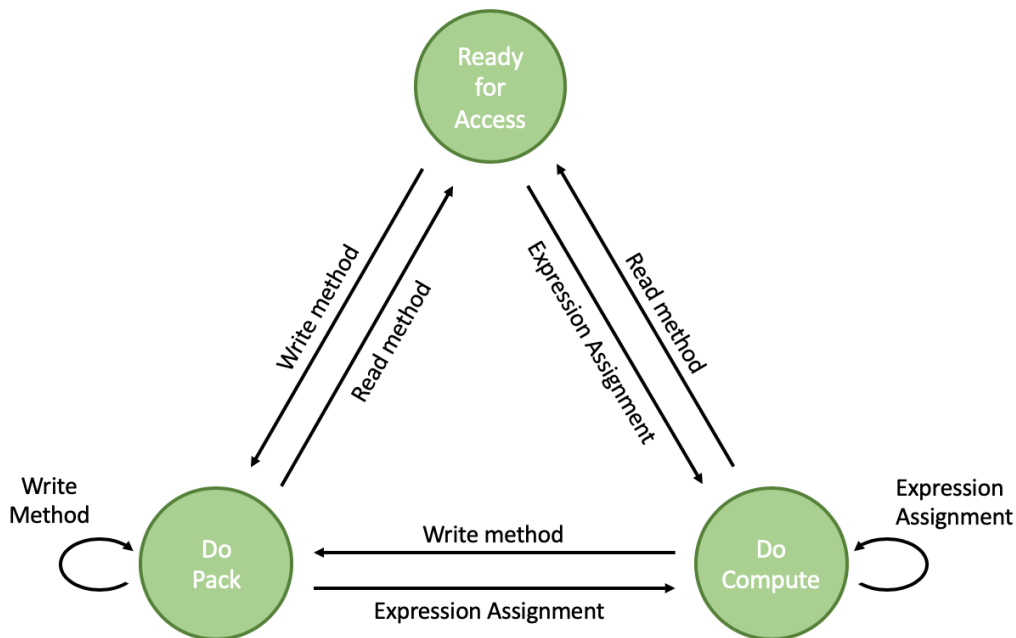 Ready
for
Access
Write method
Read method
Expression Assignment
Read method
Write
Method
Do
Pack
Write method
Expression Assignment
Do
Compute
Expression
Assignment